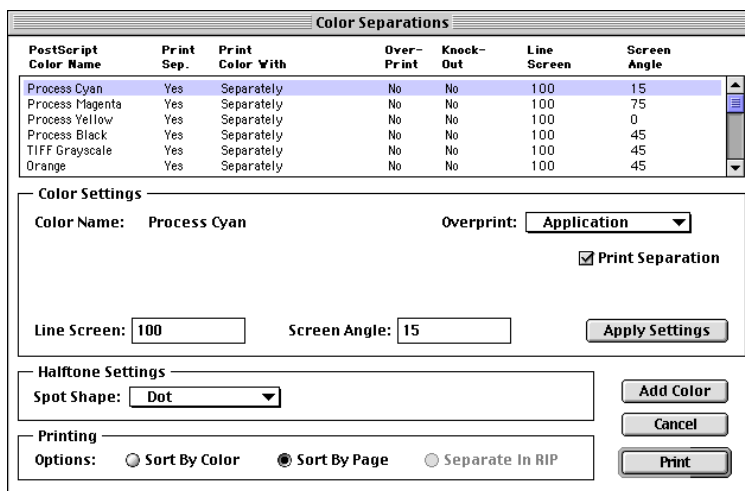 Color Separations
PostScript Print Print Over- Knock- Line Screen
Color Name Sep. Color With Print Out Screen Angle
Process Cyan Yes Separately No No 100 15
Process Magenta Yes Separately No No 100 75
Process Yellow Yes Separately No No 100 0
Process Black Yes Separately No No 100 45
TIFF Grayscale Yes Separately No No 100 45
Orange Yes Separately No No 100 45
Color Settings
Color Name: Process Cyan Overprint: Application
Print Separation
Line Screen: 100 Screen Angle: 15 Apply Settings
Halftone Settings
Spot Shape: Dot
Add Color
Cancel
Printing
Options: Sort By Color Sort By Page Separate In RIP
Print